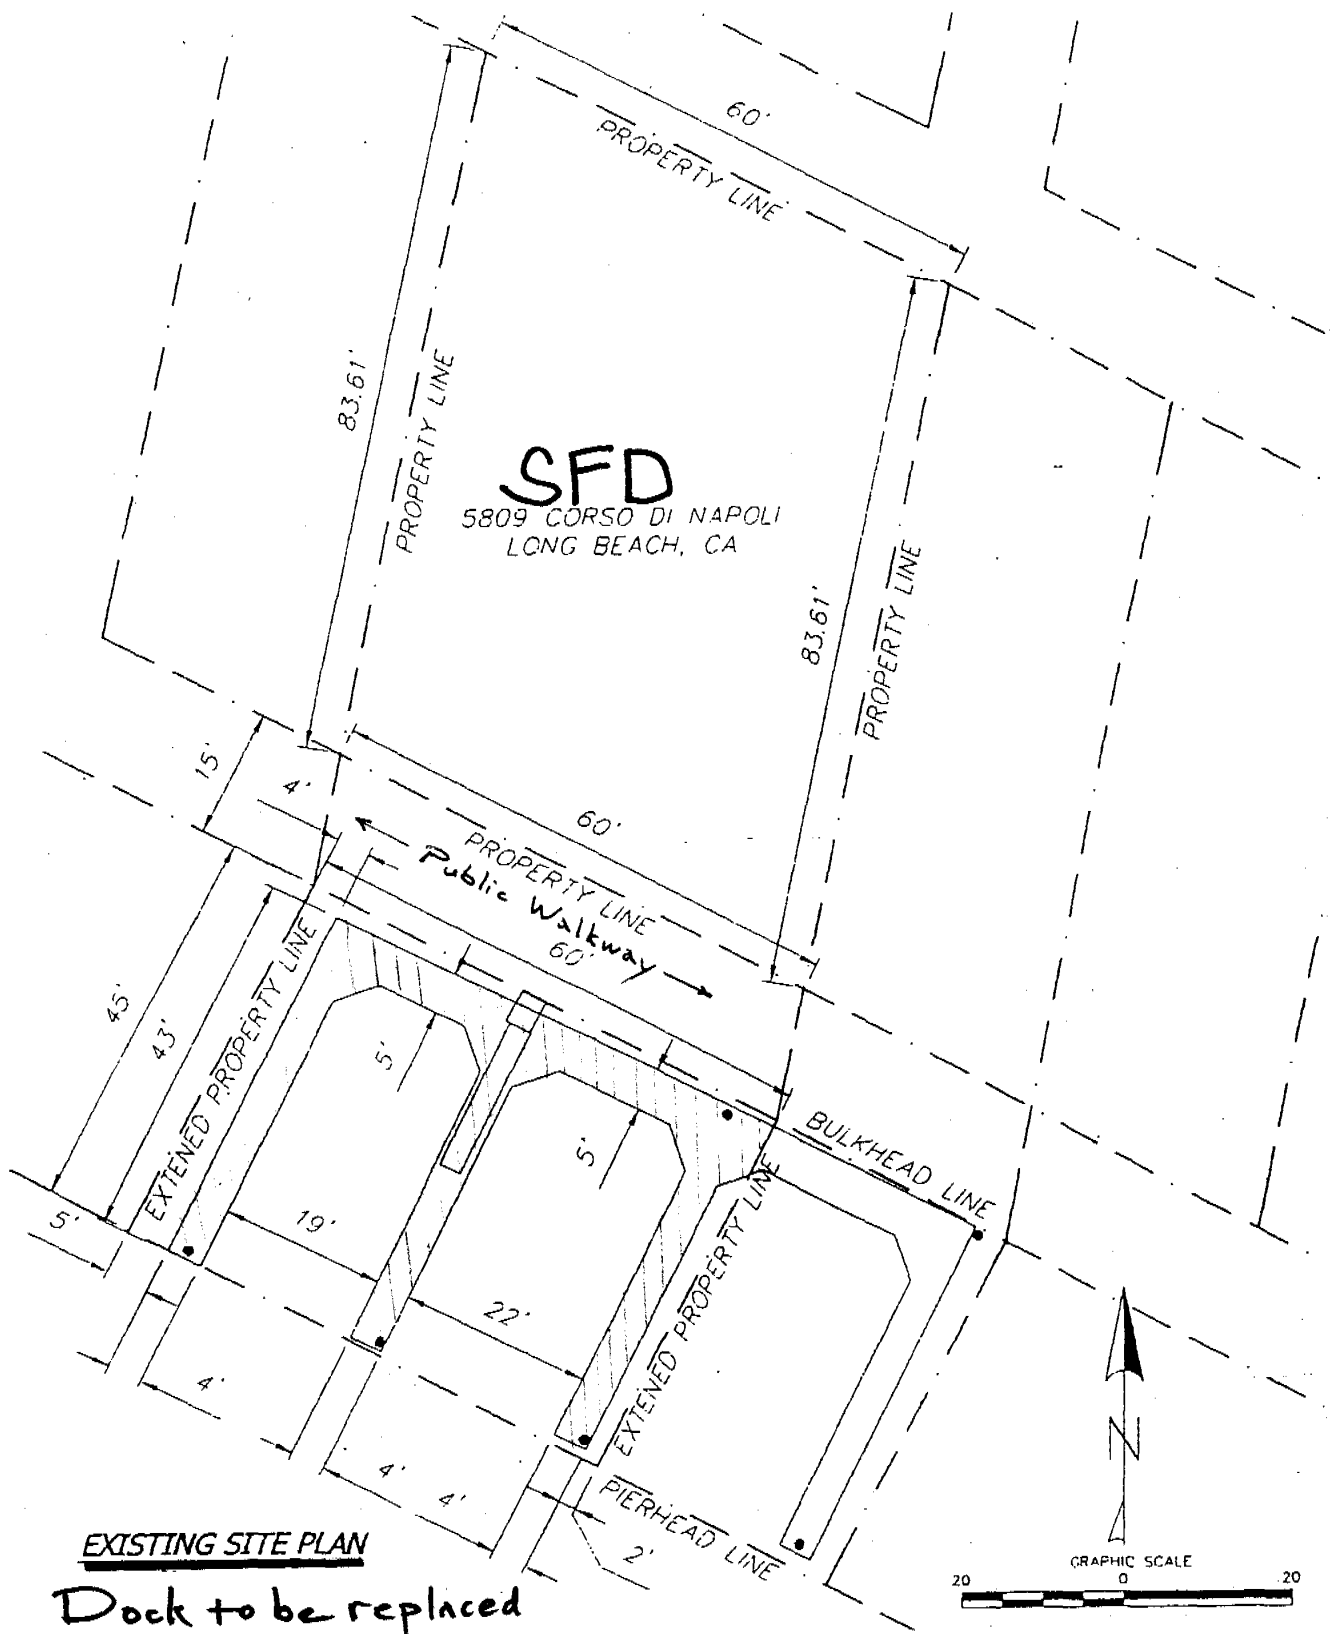 60'
PROPERTY LINE
83.61'
PROPERTY LINE
SFD
5809 CORSO DI NAPOLI
LONG BEACH, CA
83.61'
PROPERTY LINE
15'
4'
60'
PROPERTY LINE
Public Walkway
60'
45'
43'
EXTENED PROPERTY LINE
5'
5'
BULKHEAD LINE
5'
19'
22'
EXTENED PROPERTY LINE
4'
4'
4'
PIERHEAD LINE
2'
N
EXISTING SITE PLAN
Dock to be replaced
GRAPHIC SCALE
20 0 20